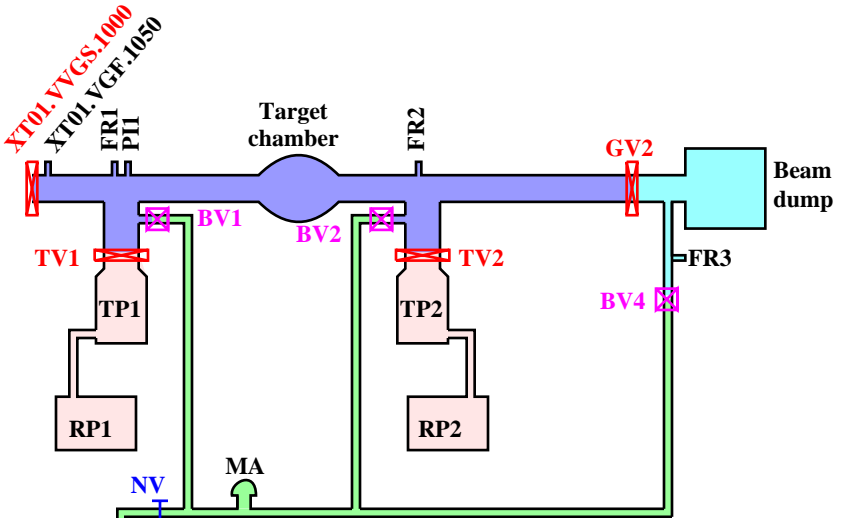 XT01.VVGS.1000
XT01.VGF.1050
FR1
PI1
Target
chamber
FR2
GV2
Beam
dump
BV1
BV2
TV1
TV2
FR3
TP1
TP2
BV4
RP1
RP2
MA
NV